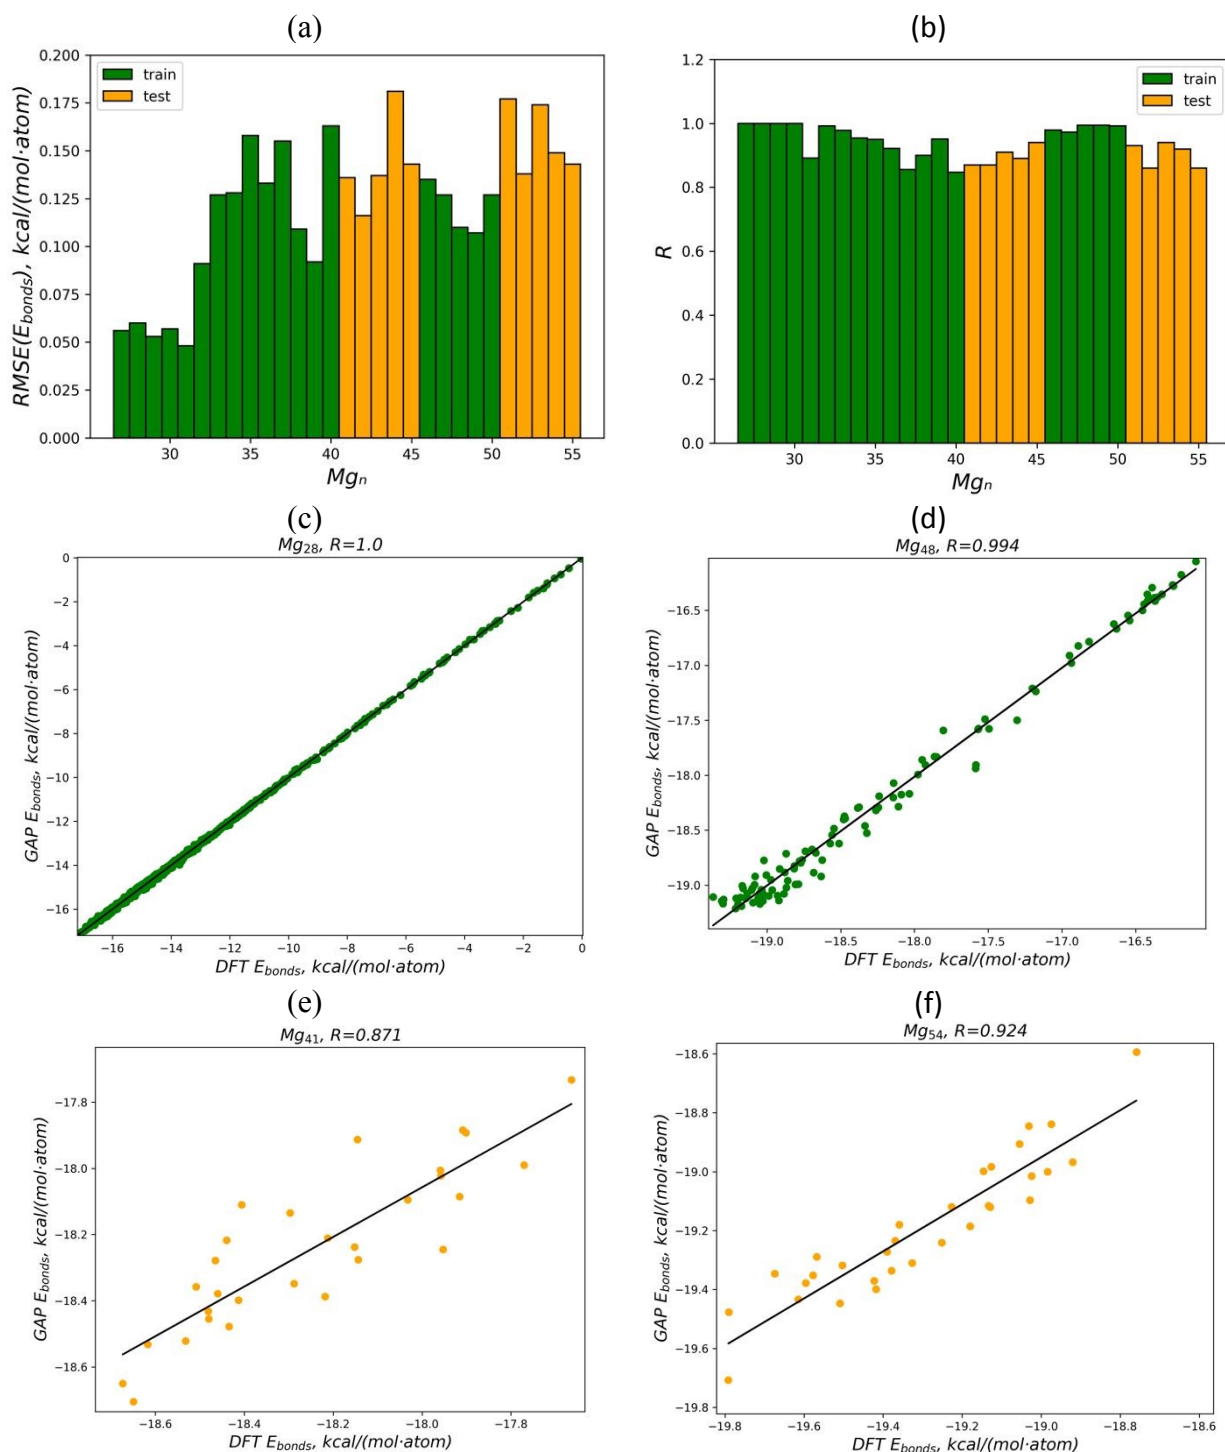 (a)
0.200
0.175
0.150
0.125
0.100
0.075
0.050
0.025
0.000
RMSE(E_bonds), kcal/(mol·atom)
train
test
30 35 40 45 50 55
Mgₙ
(b)
1.2
1.0
0.8
0.6
0.4
0.2
0.0
R
train
test
30 35 40 45 50 55
Mgₙ
(c)
Mg₂₈, R=1.0
0
−2
−4
−6
−8
−10
−12
−14
−16
GAP E_bonds, kcal/(mol·atom)
−16 −14 −12 −10 −8 −6 −4 −2 0
DFT E_bonds, kcal/(mol·atom)
(d)
Mg₄₈, R=0.994
−16.5
−17.0
−17.5
−18.0
−18.5
−19.0
GAP E_bonds, kcal/(mol·atom)
−19.0 −18.5 −18.0 −17.5 −17.0 −16.5
DFT E_bonds, kcal/(mol·atom)
(e)
Mg₄₁, R=0.871
−17.8
−18.0
−18.2
−18.4
−18.6
GAP E_bonds, kcal/(mol·atom)
−18.6 −18.4 −18.2 −18.0 −17.8
DFT E_bonds, kcal/(mol·atom)
(f)
Mg₅₄, R=0.924
−18.6
−18.8
−19.0
−19.2
−19.4
−19.6
−19.8
GAP E_bonds, kcal/(mol·atom)
−19.8 −19.6 −19.4 −19.2 −19.0 −18.8 −18.6
DFT E_bonds, kcal/(mol·atom)